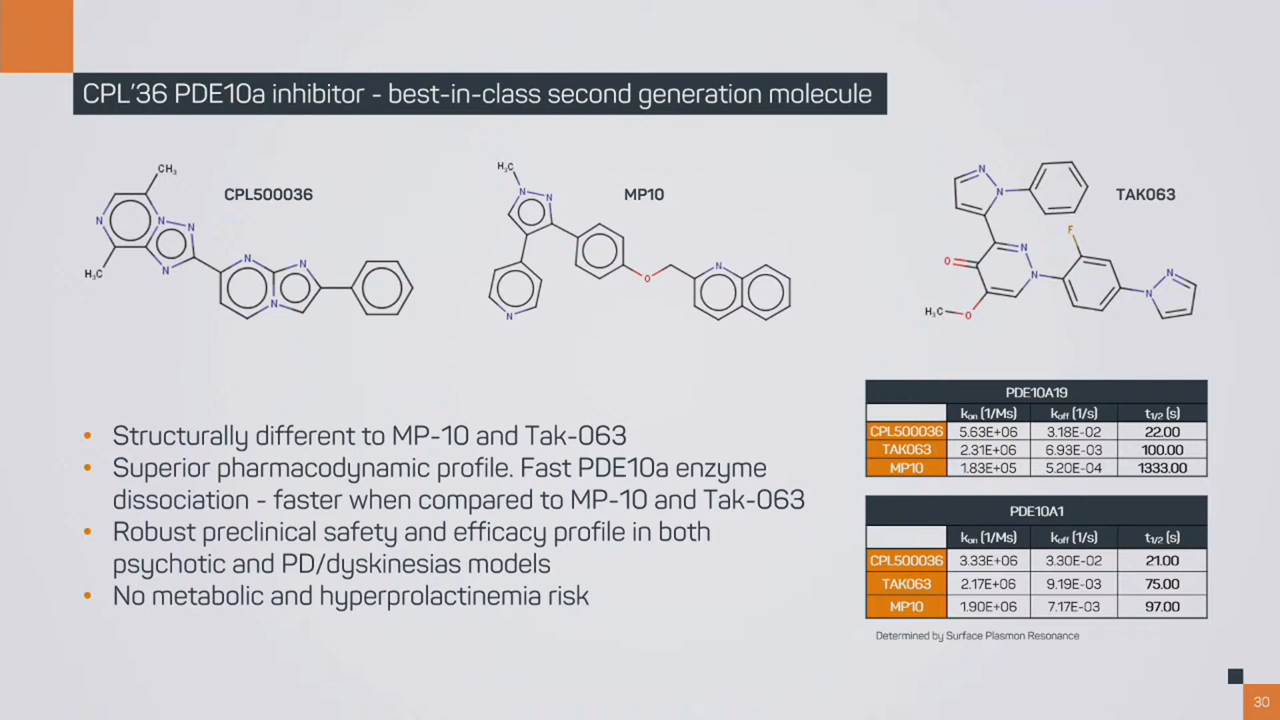 CPL'36 PDE10a inhibitor - best-in-class second generation molecule
CH₃
N
N
N
N
H₃C
CPL500036
N
N
N
H₃C
N
N
N
O
N
MP10
N
N
N
N
O
H₃C
O
F
N
N
TAK063
• Structurally different to MP-10 and Tak-063
• Superior pharmacodynamic profile. Fast PDE10a enzyme
dissociation - faster when compared to MP-10 and Tak-063
• Robust preclinical safety and efficacy profile in both
psychotic and PD/dyskinesias models
• No metabolic and hyperprolactinemia risk
PDE10A19
kon (1/Ms) koff (1/s) t1/2 (s)
CPL500036 5.63E+06 3.18E-02 22.00
TAK063 2.31E+06 6.93E-03 100.00
MP10 1.83E+05 5.20E-04 1333.00
PDE10A1
kon (1/Ms) koff (1/s) t1/2 (s)
CPL500036 3.33E+06 3.30E-02 21.00
TAK063 2.17E+06 9.19E-03 75.00
MP10 1.90E+06 7.17E-03 97.00
Determined by Surface Plasmon Resonance
30